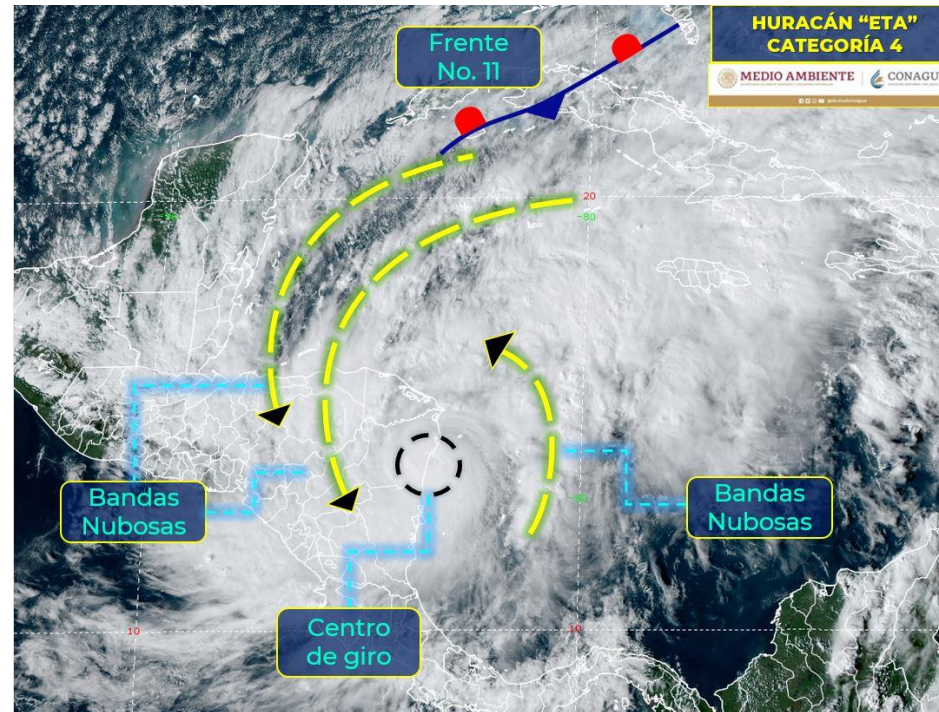 HURACÁN “ETA”
CATEGORÍA 4
MEDIO AMBIENTE
CONAGUA
Frente
No. 11
20
-80
Bandas
Nubosas
Bandas
Nubosas
Centro
de giro
10
10